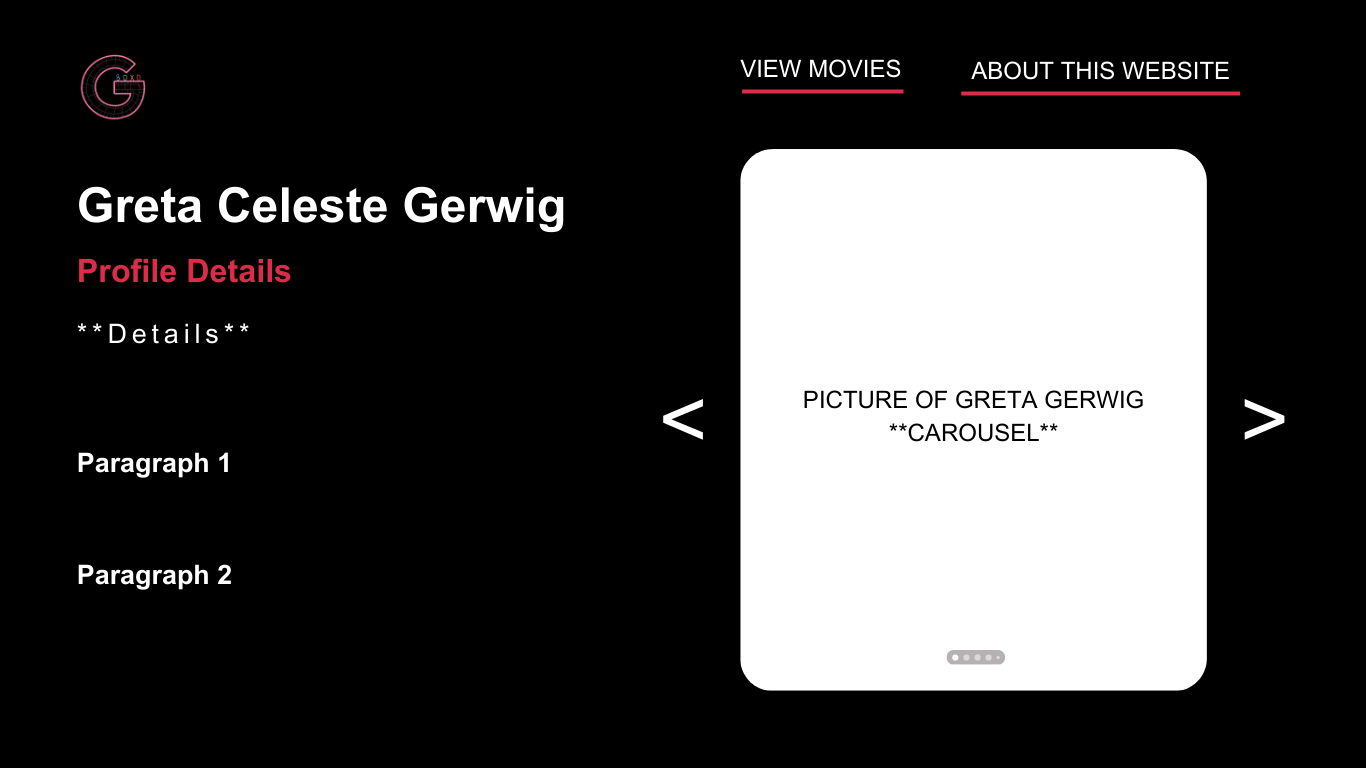 VIEW MOVIES
ABOUT THIS WEBSITE
Greta Celeste Gerwig
Profile Details
**Details**
Paragraph 1
Paragraph 2
<
PICTURE OF GRETA GERWIG
**CAROUSEL**
>